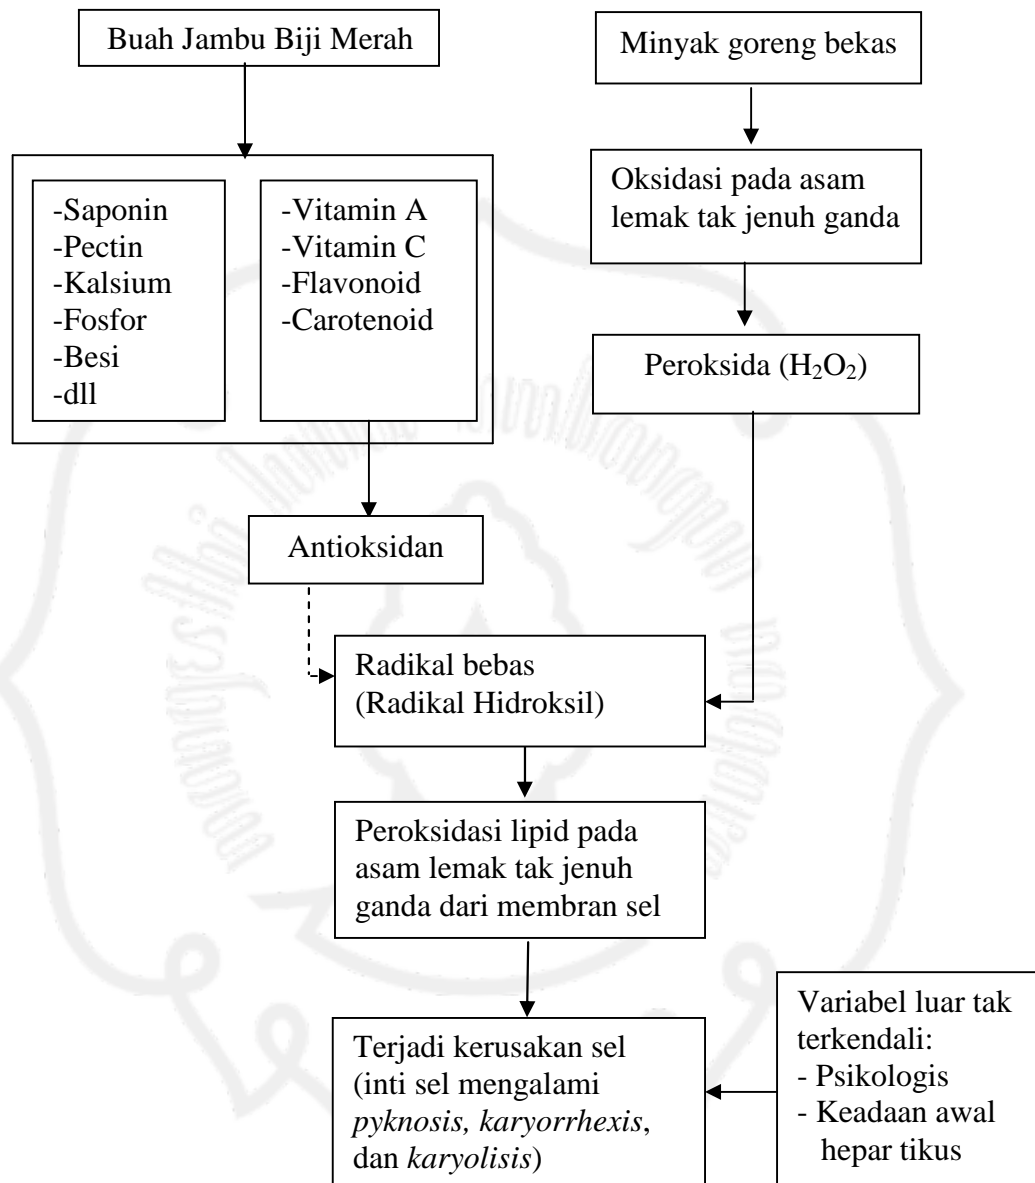 Buah Jambu Biji Merah
Minyak goreng bekas
-Saponin
-Pectin
-Kalsium
-Fosfor
-Besi
-dll
-Vitamin A
-Vitamin C
-Flavonoid
-Carotenoid
Oksidasi pada asam
lemak tak jenuh ganda
Peroksida (H₂O₂)
Antioksidan
Radikal bebas
(Radikal Hidroksil)
Peroksidasi lipid pada
asam lemak tak jenuh
ganda dari membran sel
Terjadi kerusakan sel
(inti sel mengalami
pyknosis, karyorrhexis,
dan karyolisis)
Variabel luar tak
terkendali:
- Psikologis
- Keadaan awal
hepar tikus